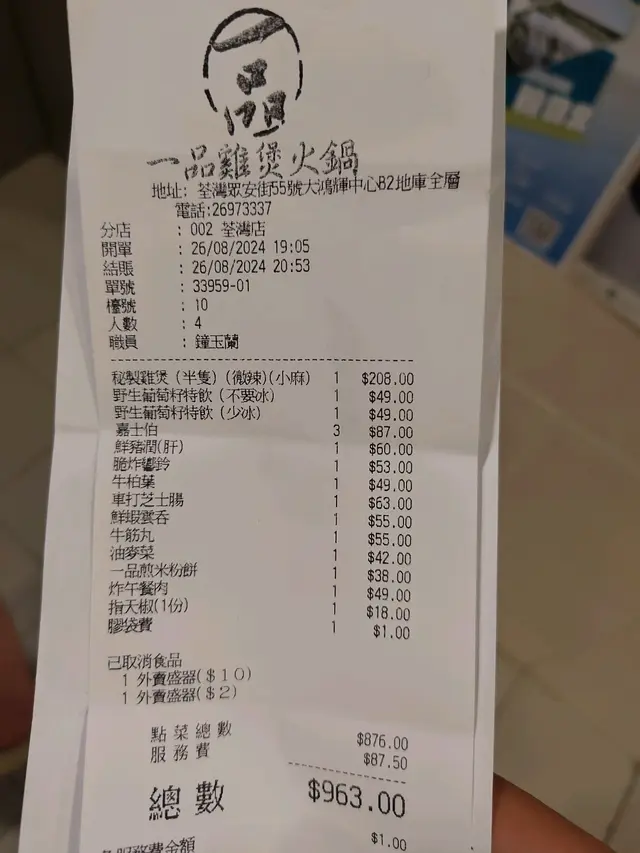 一品
一品雞煲火鍋
地址: 荃灣眾安街55號大鴻輝中心B2地庫全層
電話:26973337
分店 : 002 荃灣店
開單 : 26/08/2024 19:05
結賬 : 26/08/2024 20:53
單號 : 33959-01
檯號 : 10
人數 : 4
職員 : 鐘玉蘭
秘製雞煲(半隻)(微辣)(小麻) 1 $208.00
野生葡萄籽特飲(不要冰) 1 $49.00
野生葡萄籽特飲(少冰) 1 $49.00
嘉士伯 3 $87.00
鮮豬潤(肝) 1 $60.00
脆炸響鈴 1 $53.00
牛柏葉 1 $49.00
車打芝士腸 1 $63.00
鮮蝦雲呑 1 $55.00
牛筋丸 1 $55.00
油麥菜 1 $42.00
一品煎米粉餅 1 $38.00
炸午餐肉 1 $49.00
指天椒(1份) 1 $18.00
膠袋費 1 $1.00
已取消食品
1 外賣盛器($10)
1 外賣盛器($2)
點菜總數 $876.00
服務費 $87.50
總數 $963.00
服務費金額 $1.00